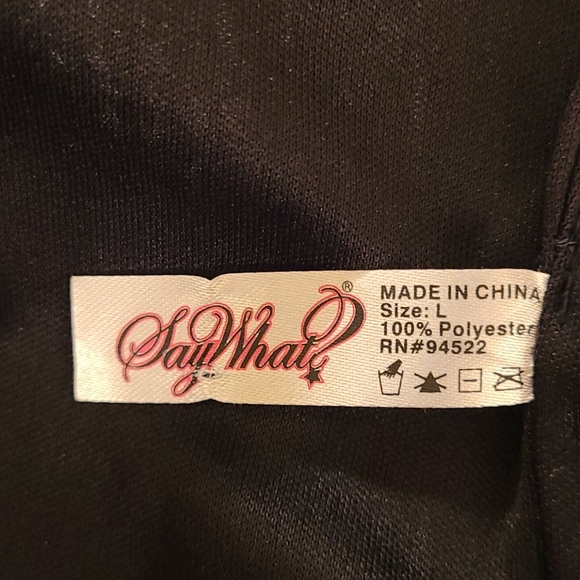 Say What?®
MADE IN CHINA
Size: L
100% Polyester
RN#94522